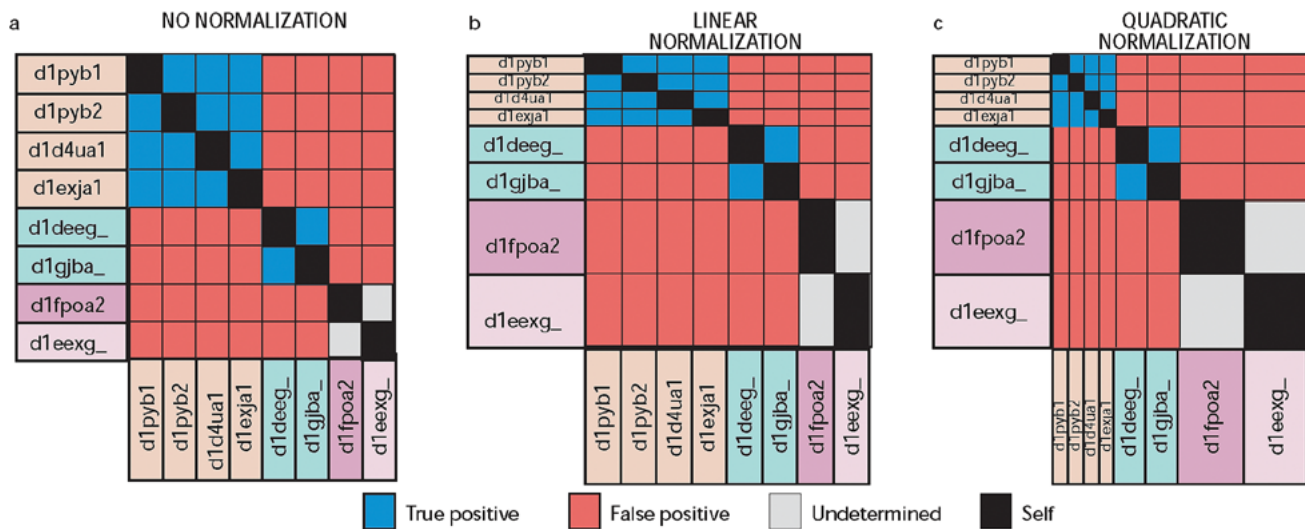 a
NO NORMALIZATION
d1pyb1
d1pyb2
d1d4ua1
d1exja1
d1deeg_
d1gjba_
d1fpoa2
d1eexg_
d1pyb1
d1pyb2
d1d4ua1
d1exja1
d1deeg_
d1gjba_
d1fpoa2
d1eexg_
b
LINEAR
NORMALIZATION
d1pyb1
d1pyb2
d1d4ua1
d1exja1
d1deeg_
d1gjba_
d1fpoa2
d1eexg_
d1pyb1
d1pyb2
d1d4ua1
d1exja1
d1deeg_
d1gjba_
d1fpoa2
d1eexg_
c
QUADRATIC
NORMALIZATION
d1pyb1
d1pyb2
d1d4ua1
d1exja1
d1deeg_
d1gjba_
d1fpoa2
d1eexg_
d1pyb1
d1pyb2
d1d4ua1
d1exja1
d1deeg_
d1gjba_
d1fpoa2
d1eexg_
True positive
False positive
Undetermined
Self